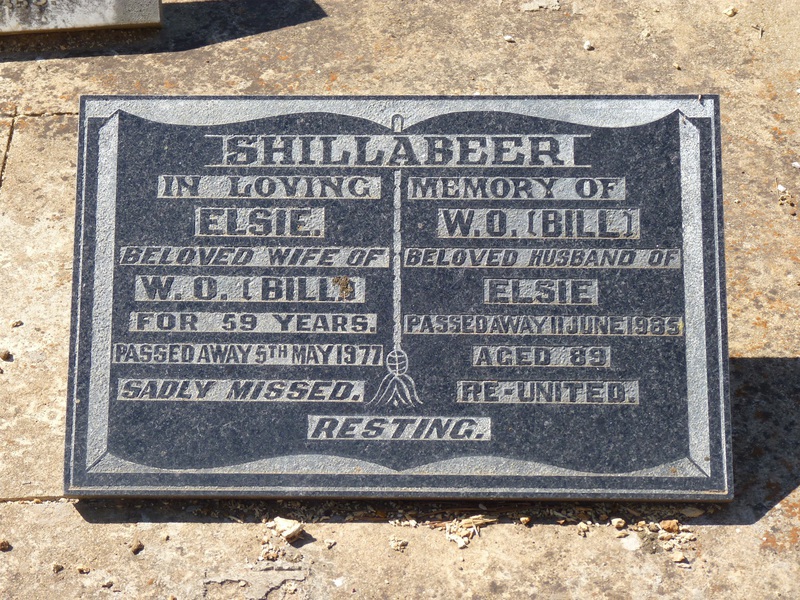 SHILLABEER
IN LOVING MEMORY OF
ELSIE.
BELOVED WIFE OF
W. O. (BILL)
FOR 59 YEARS.
PASSED AWAY 5TH MAY 1977
SADLY MISSED.
W.O. (BILL)
BELOVED HUSBAND OF
ELSIE
PASSED AWAY 11 JUNE 1985
AGED 89
RE-UNITED.
RESTING.